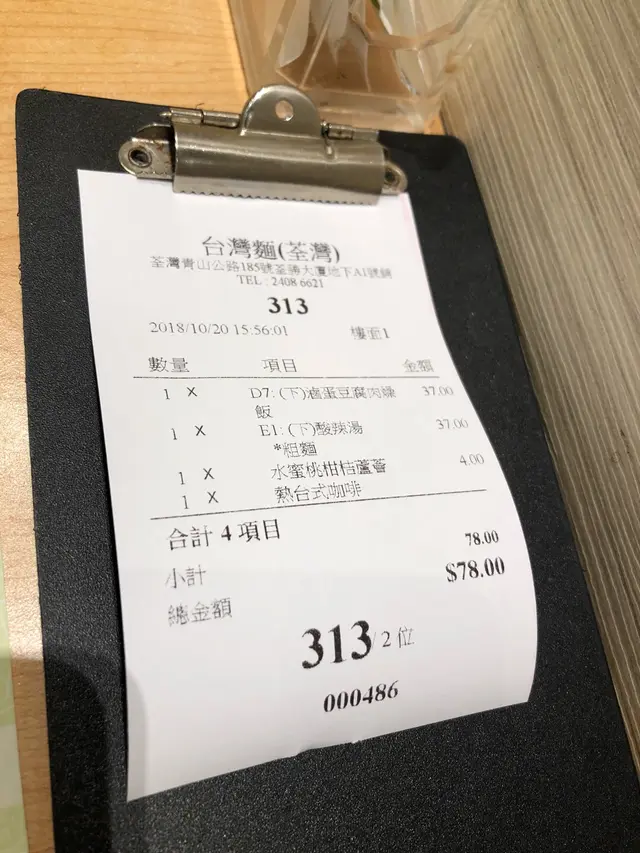 台灣麵(荃灣)
荃灣青山公路185號荃勝大厦地下A1號鋪
TEL : 2408 6621
313
2018/10/20 15:56:01 樓面1
數量 項目 金額
1 X D7: (下)滷蛋豆腐肉燥 37.00
飯
1 X E1: (下)酸辣湯 37.00
*粗麵
1 X 水蜜桃柑桔蘆薈 4.00
1 X 熱台式咖啡
合計 4 項目
小計 78.00
總金額 $78.00
313 / 2 位
000486